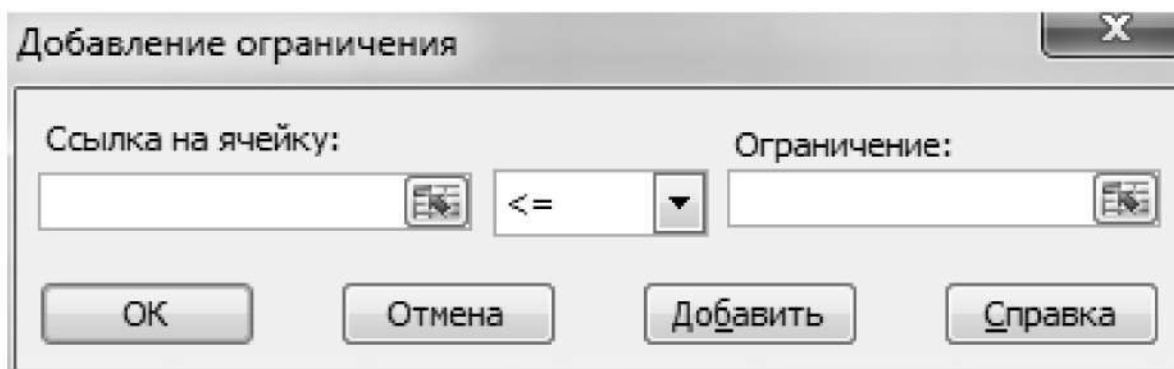 Добавление ограничения
X
Ссылка на ячейку:
Ограничение:
<=
ОК
Отмена
Добавить
Справка